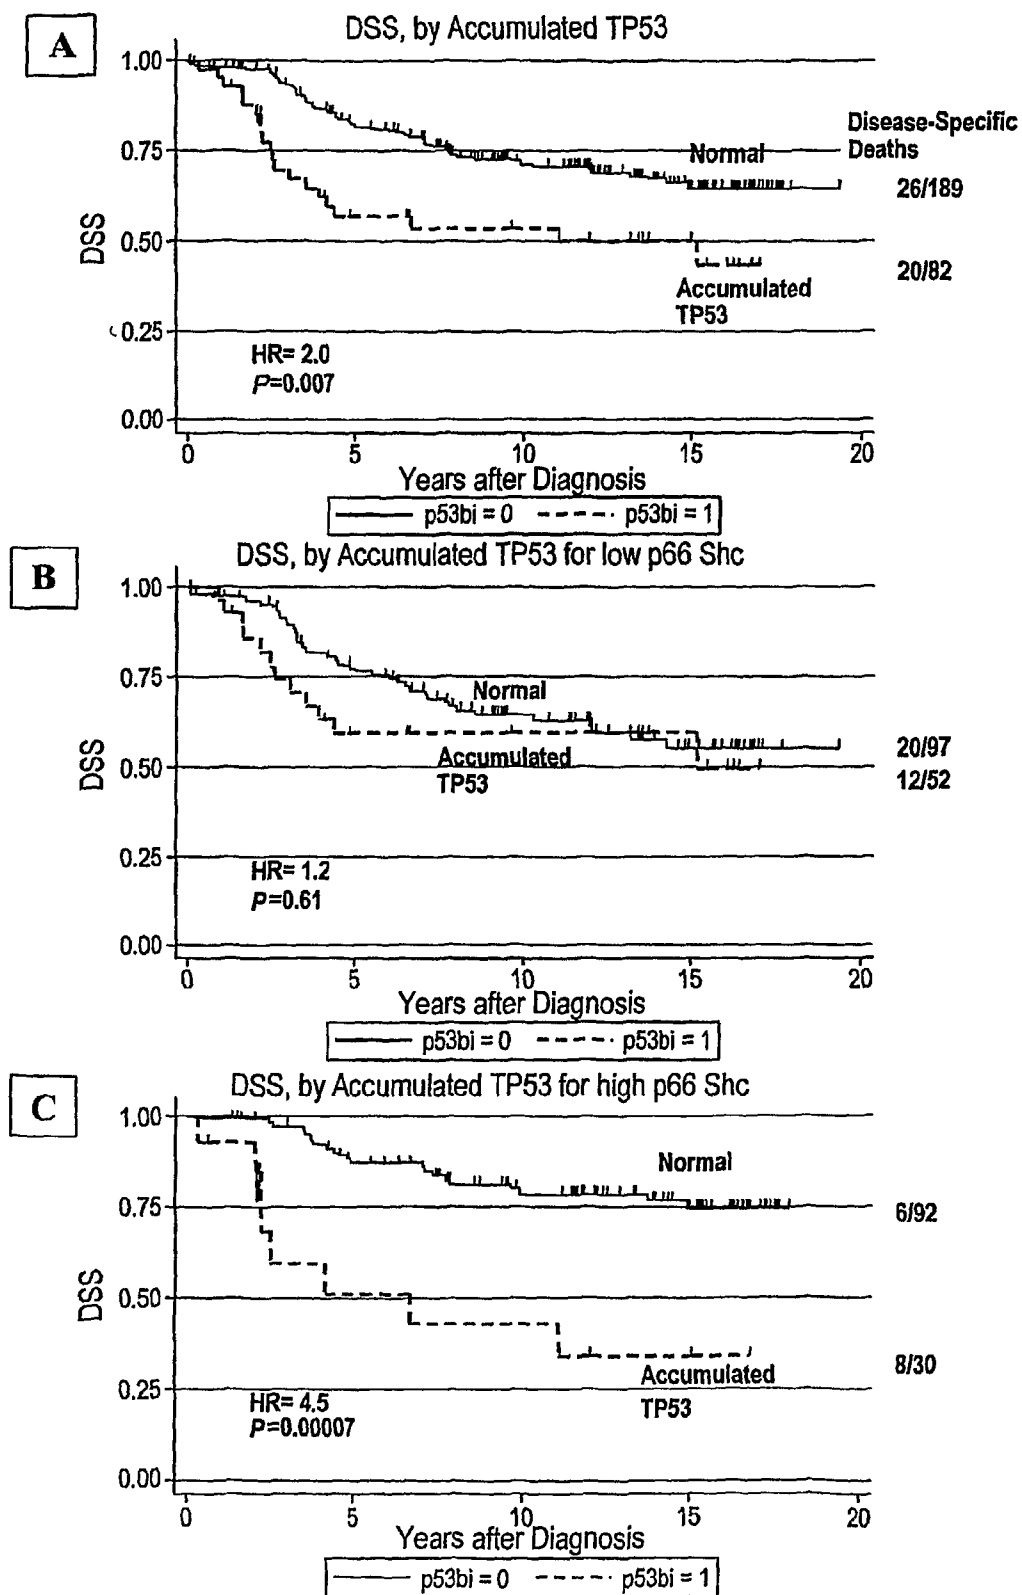 A
DSS, by Accumulated TP53
1.00
0.75
0.50
0.25
0.00
DSS
Normal
Accumulated
TP53
Disease-Specific
Deaths
26/189
20/82
HR= 2.0
P=0.007
0 5 10 15 20
Years after Diagnosis
p53bi = 0 p53bi = 1
B
DSS, by Accumulated TP53 for low p66 Shc
1.00
0.75
0.50
0.25
0.00
DSS
Normal
Accumulated
TP53
20/97
12/52
HR= 1.2
P=0.61
0 5 10 15 20
Years after Diagnosis
p53bi = 0 p53bi = 1
C
DSS, by Accumulated TP53 for high p66 Shc
1.00
0.75
0.50
0.25
0.00
DSS
Normal
Accumulated
TP53
6/92
8/30
HR= 4.5
P=0.00007
0 5 10 15 20
Years after Diagnosis
p53bi = 0 p53bi = 1